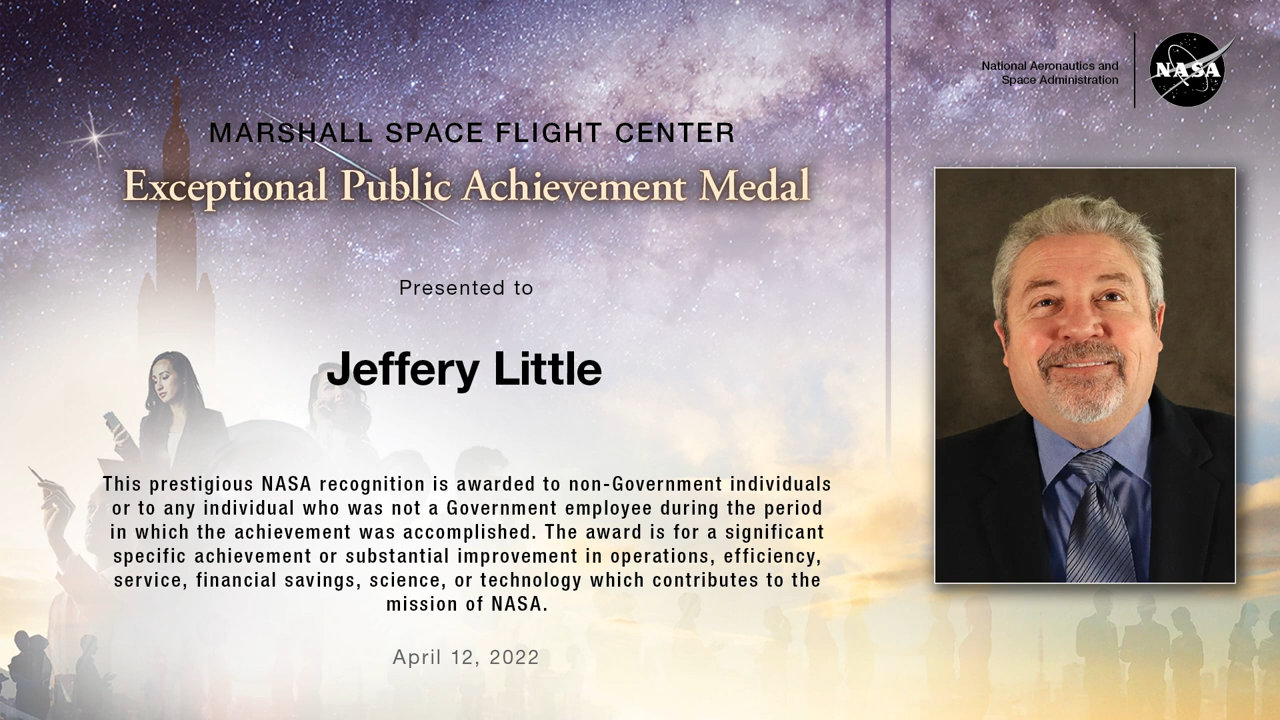 National Aeronautics and
Space Administration
NASA
MARSHALL SPACE FLIGHT CENTER
Exceptional Public Achievement Medal
Presented to
Jeffery Little
This prestigious NASA recognition is awarded to non-Government individuals
or to any individual who was not a Government employee during the period
in which the achievement was accomplished. The award is for a significant
specific achievement or substantial improvement in operations, efficiency,
service, financial savings, science, or technology which contributes to the
mission of NASA.
April 12, 2022